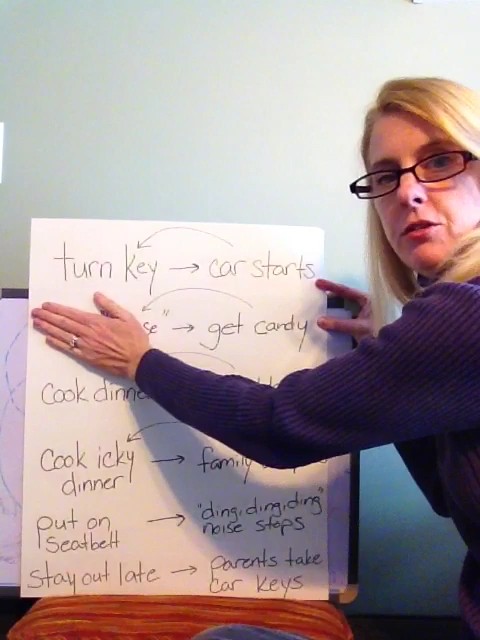 turn key → car starts
se" → get candy
Cook dinne
Cook icky → family
dinner
put on → "ding, ding, ding"
seatbelt noise stops
stay out late → parents take
car keys